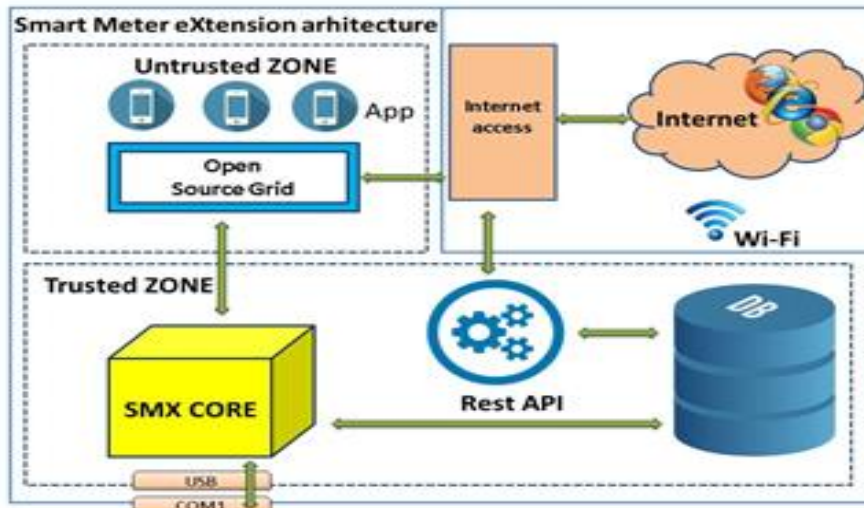 Smart Meter eXtension arhitecture
Untrusted ZONE
App
Open
Source Grid
Internet
access
Internet
Wi-Fi
Trusted ZONE
DB
SMX CORE
Rest API
USB
COM1